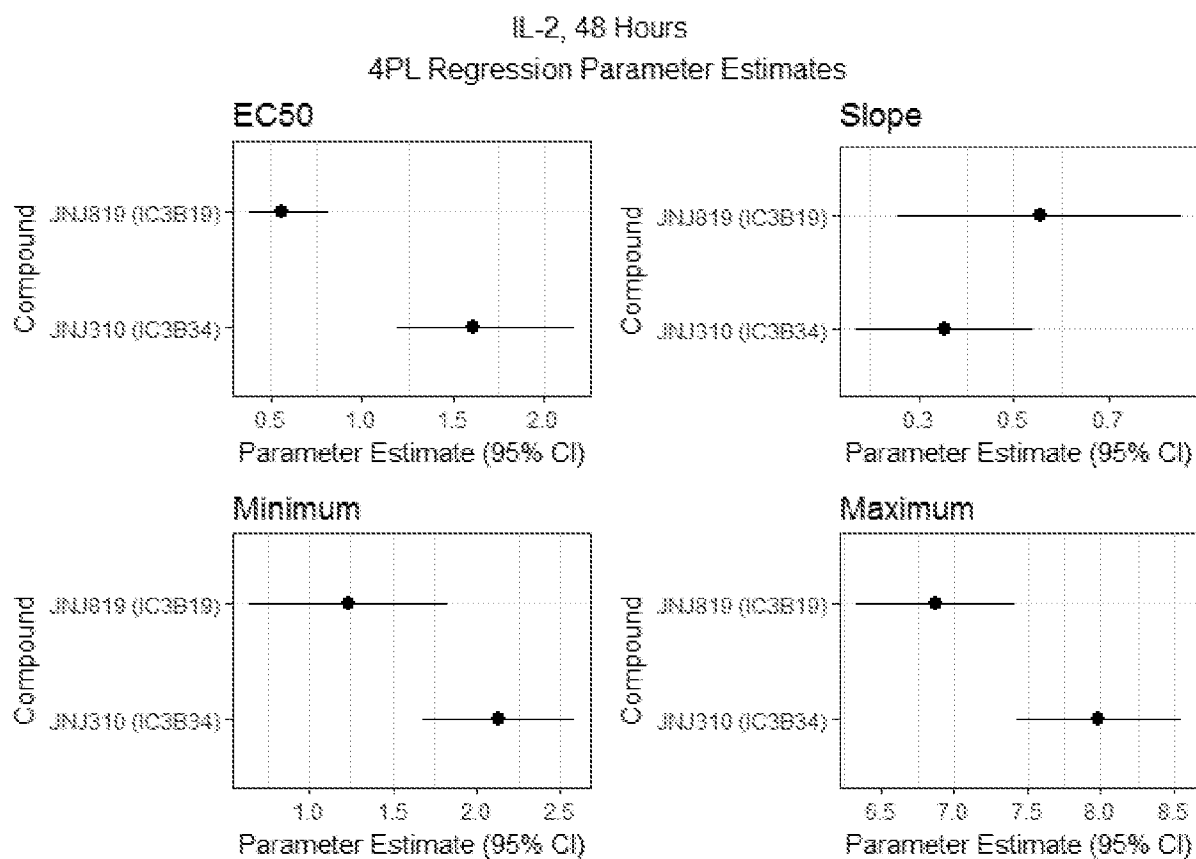 IL-2, 48 Hours
4PL Regression Parameter Estimates
EC50
Compound
JNJ819 (IC3B19)
JNJ310 (IC3B34)
0.5 1.0 1.5 2.0
Parameter Estimate (95% CI)
Slope
Compound
JNJ819 (IC3B19)
JNJ310 (IC3B34)
0.3 0.5 0.7
Parameter Estimate (95% CI)
Minimum
Compound
JNJ819 (IC3B19)
JNJ310 (IC3B34)
1.0 1.5 2.0 2.5
Parameter Estimate (95% CI)
Maximum
Compound
JNJ819 (IC3B19)
JNJ310 (IC3B34)
6.5 7.0 7.5 8.0 8.5
Parameter Estimate (95% CI)